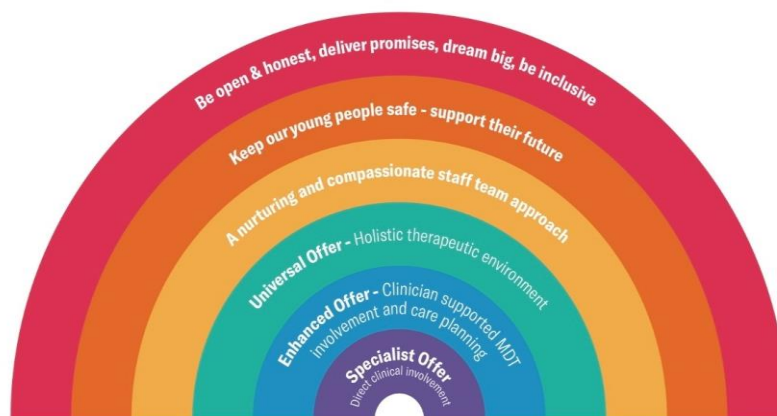 Be open & honest, deliver promises, dream big, be inclusive
Keep our young people safe - support their future
A nurturing and compassionate staff team approach
Universal Offer - Holistic therapeutic environment
Enhanced Offer - Clinician supported MDT
involvement and care planning
Specialist Offer
Direct clinical involvement